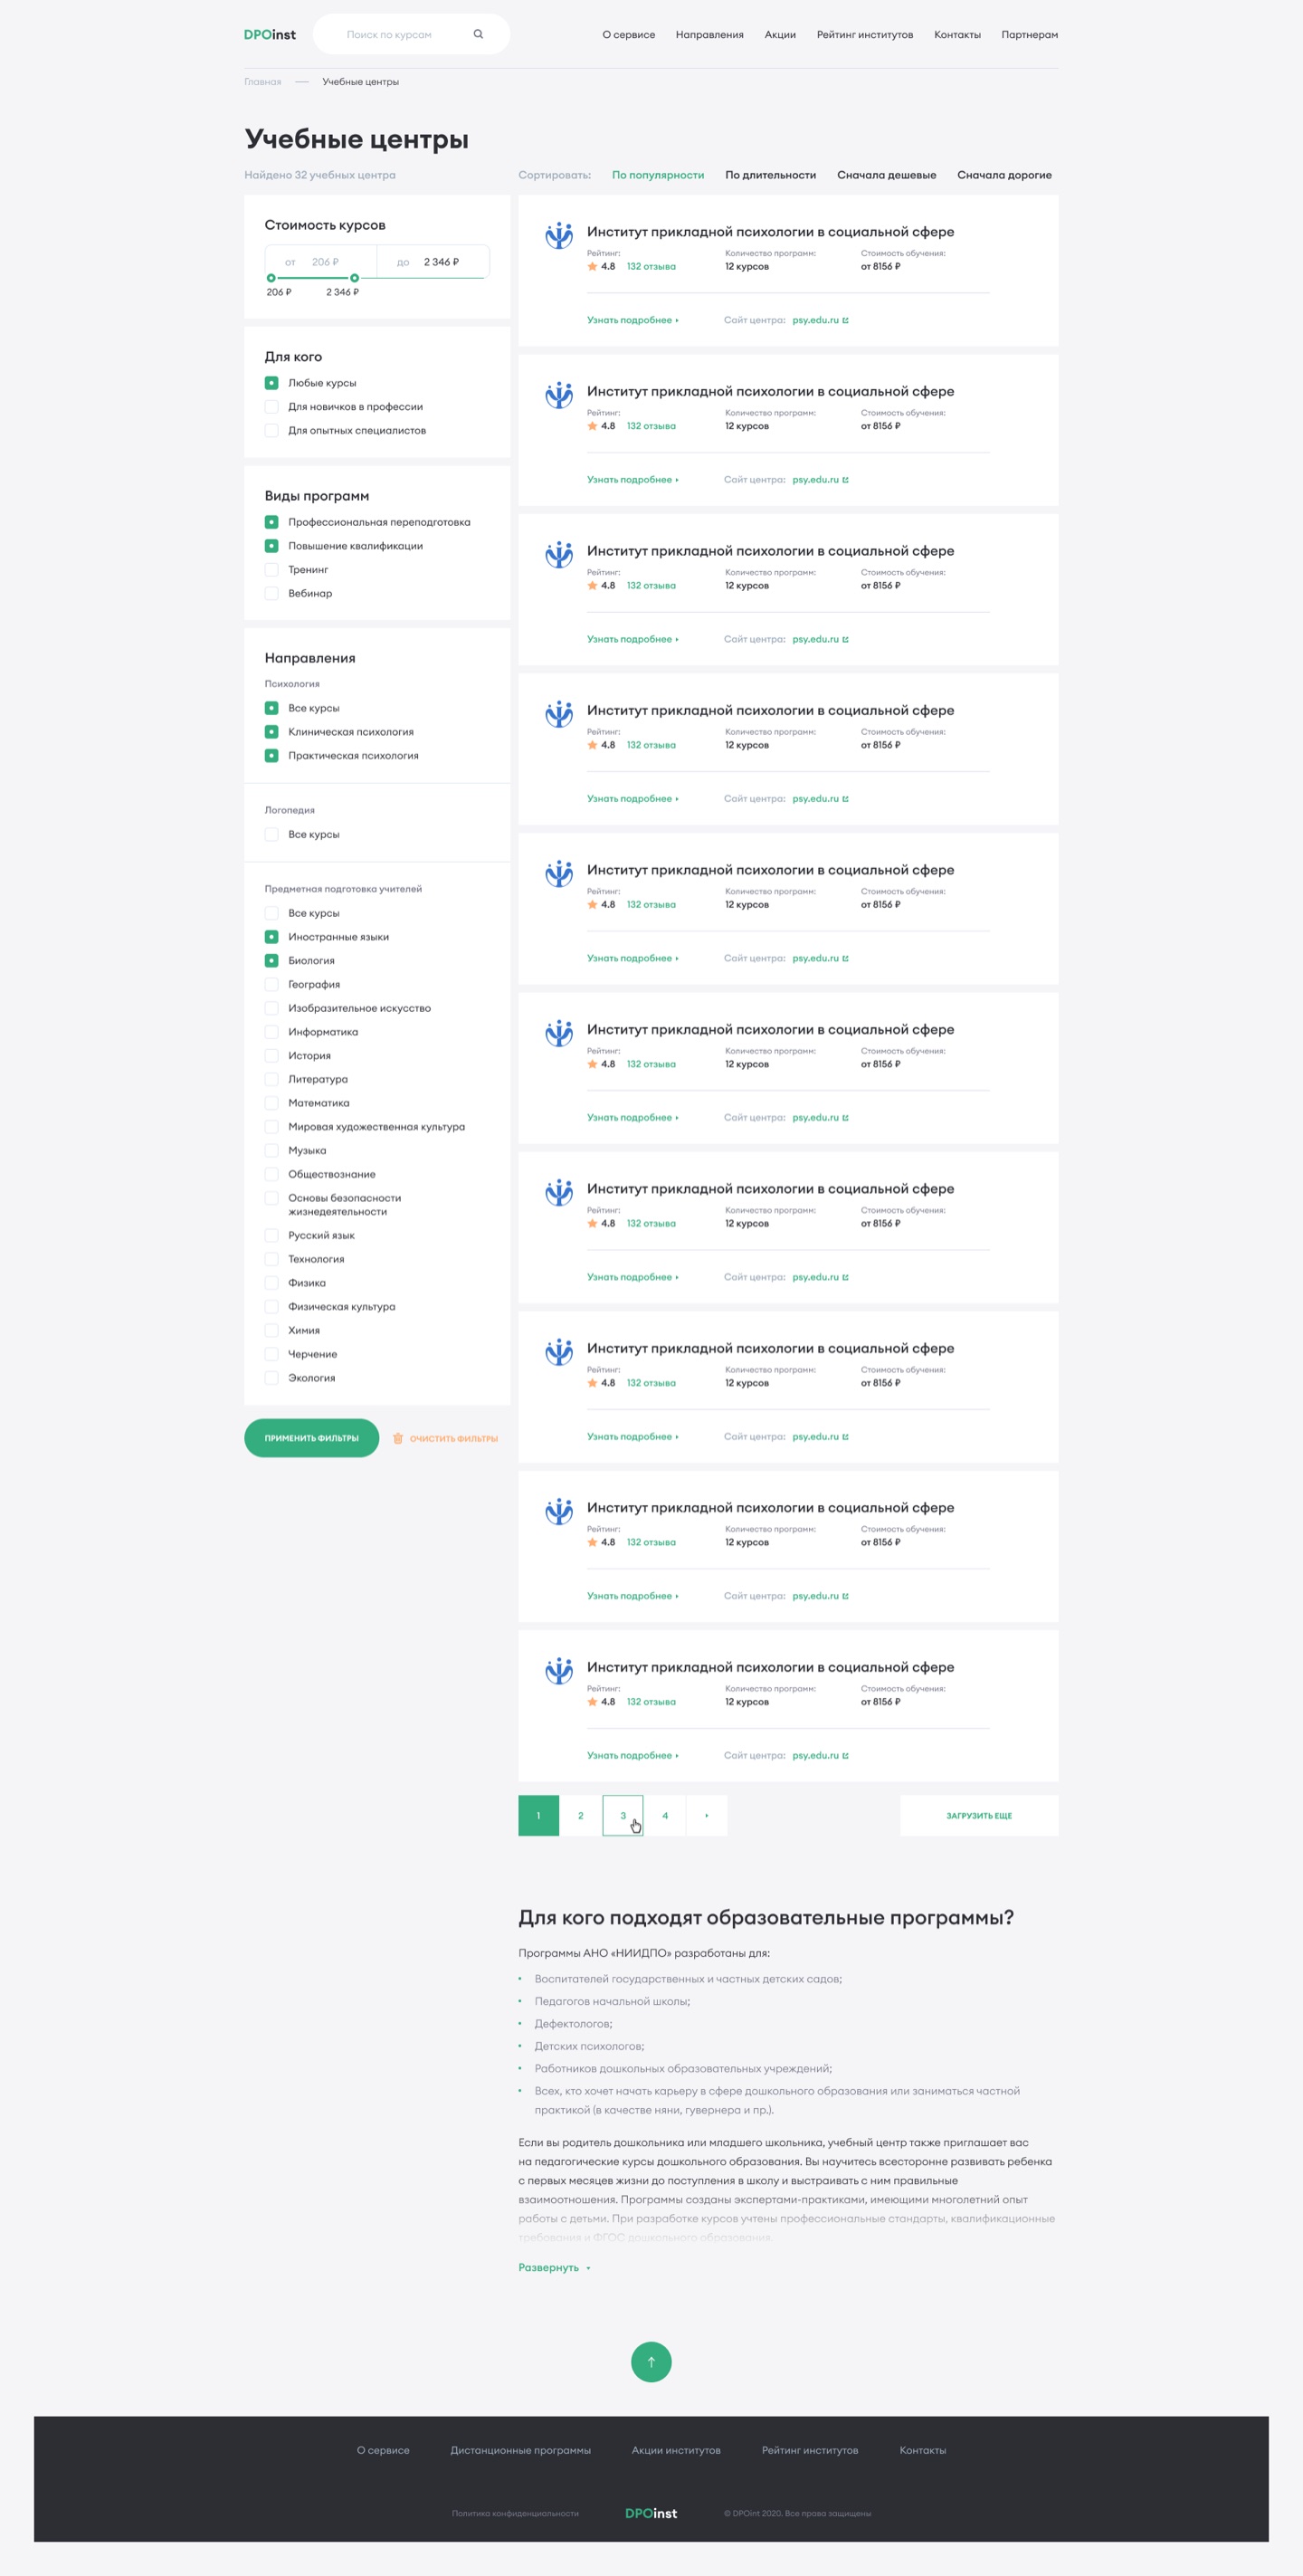 DPOinst
Поиск по курсам
О сервисе Направления Акции Рейтинг институтов Контакты Партнерам
Главная — Учебные центры
Учебные центры
Найдено 32 учебных центра
Сортировать: По популярности По длительности Сначала дешевые Сначала дорогие
Стоимость курсов
от 206 ₽ до 2 346 ₽
206 ₽ 2 346 ₽
Для кого
Любые курсы
Для новичков в профессии
Для опытных специалистов
Виды программ
Профессиональная переподготовка
Повышение квалификации
Тренинг
Вебинар
Направления
Психология
Все курсы
Клиническая психология
Практическая психология
Логопедия
Все курсы
Предметная подготовка учителей
Все курсы
Иностранные языки
Биология
География
Изобразительное искусство
Информатика
История
Литература
Математика
Мировая художественная культура
Музыка
Обществознание
Основы безопасности
жизнедеятельности
Русский язык
Технология
Физика
Физическая культура
Химия
Черчение
Экология
ПРИМЕНИТЬ ФИЛЬТРЫ ОЧИСТИТЬ ФИЛЬТРЫ
Институт прикладной психологии в социальной сфере
Рейтинг: Количество программ: Стоимость обучения:
4.8 132 отзыва 12 курсов от 8156 ₽
Узнать подробнее Сайт центра: psy.edu.ru
Институт прикладной психологии в социальной сфере
Рейтинг: Количество программ: Стоимость обучения:
4.8 132 отзыва 12 курсов от 8156 ₽
Узнать подробнее Сайт центра: psy.edu.ru
Институт прикладной психологии в социальной сфере
Рейтинг: Количество программ: Стоимость обучения:
4.8 132 отзыва 12 курсов от 8156 ₽
Узнать подробнее Сайт центра: psy.edu.ru
Институт прикладной психологии в социальной сфере
Рейтинг: Количество программ: Стоимость обучения:
4.8 132 отзыва 12 курсов от 8156 ₽
Узнать подробнее Сайт центра: psy.edu.ru
Институт прикладной психологии в социальной сфере
Рейтинг: Количество программ: Стоимость обучения:
4.8 132 отзыва 12 курсов от 8156 ₽
Узнать подробнее Сайт центра: psy.edu.ru
Институт прикладной психологии в социальной сфере
Рейтинг: Количество программ: Стоимость обучения:
4.8 132 отзыва 12 курсов от 8156 ₽
Узнать подробнее Сайт центра: psy.edu.ru
Институт прикладной психологии в социальной сфере
Рейтинг: Количество программ: Стоимость обучения:
4.8 132 отзыва 12 курсов от 8156 ₽
Узнать подробнее Сайт центра: psy.edu.ru
Институт прикладной психологии в социальной сфере
Рейтинг: Количество программ: Стоимость обучения:
4.8 132 отзыва 12 курсов от 8156 ₽
Узнать подробнее Сайт центра: psy.edu.ru
Институт прикладной психологии в социальной сфере
Рейтинг: Количество программ: Стоимость обучения:
4.8 132 отзыва 12 курсов от 8156 ₽
Узнать подробнее Сайт центра: psy.edu.ru
Институт прикладной психологии в социальной сфере
Рейтинг: Количество программ: Стоимость обучения:
4.8 132 отзыва 12 курсов от 8156 ₽
Узнать подробнее Сайт центра: psy.edu.ru
1 2 3 4 ЗАГРУЗИТЬ ЕЩЕ
Для кого подходят образовательные программы?
Программы АНО «НИИДПО» разработаны для:
Воспитателей государственных и частных детских садов;
Педагогов начальной школы;
Дефектологов;
Детских психологов;
Работников дошкольных образовательных учреждений;
Всех, кто хочет начать карьеру в сфере дошкольного образования или заниматься частной
практикой (в качестве няни, гувернера и пр.).
Если вы родитель дошкольника или младшего школьника, учебный центр также приглашает вас
на педагогические курсы дошкольного образования. Вы научитесь всесторонне развивать ребенка
с первых месяцев жизни до поступления в школу и выстраивать с ним правильные
взаимоотношения. Программы созданы экспертами-практиками, имеющими многолетний опыт
работы с детьми. При разработке курсов учтены профессиональные стандарты, квалификационные
требования и ФГОС дошкольного образования.
Развернуть
О сервисе Дистанционные программы Акции институтов Рейтинг институтов Контакты
Политика конфиденциальности DPOinst © DPOint 2020. Все права защищены